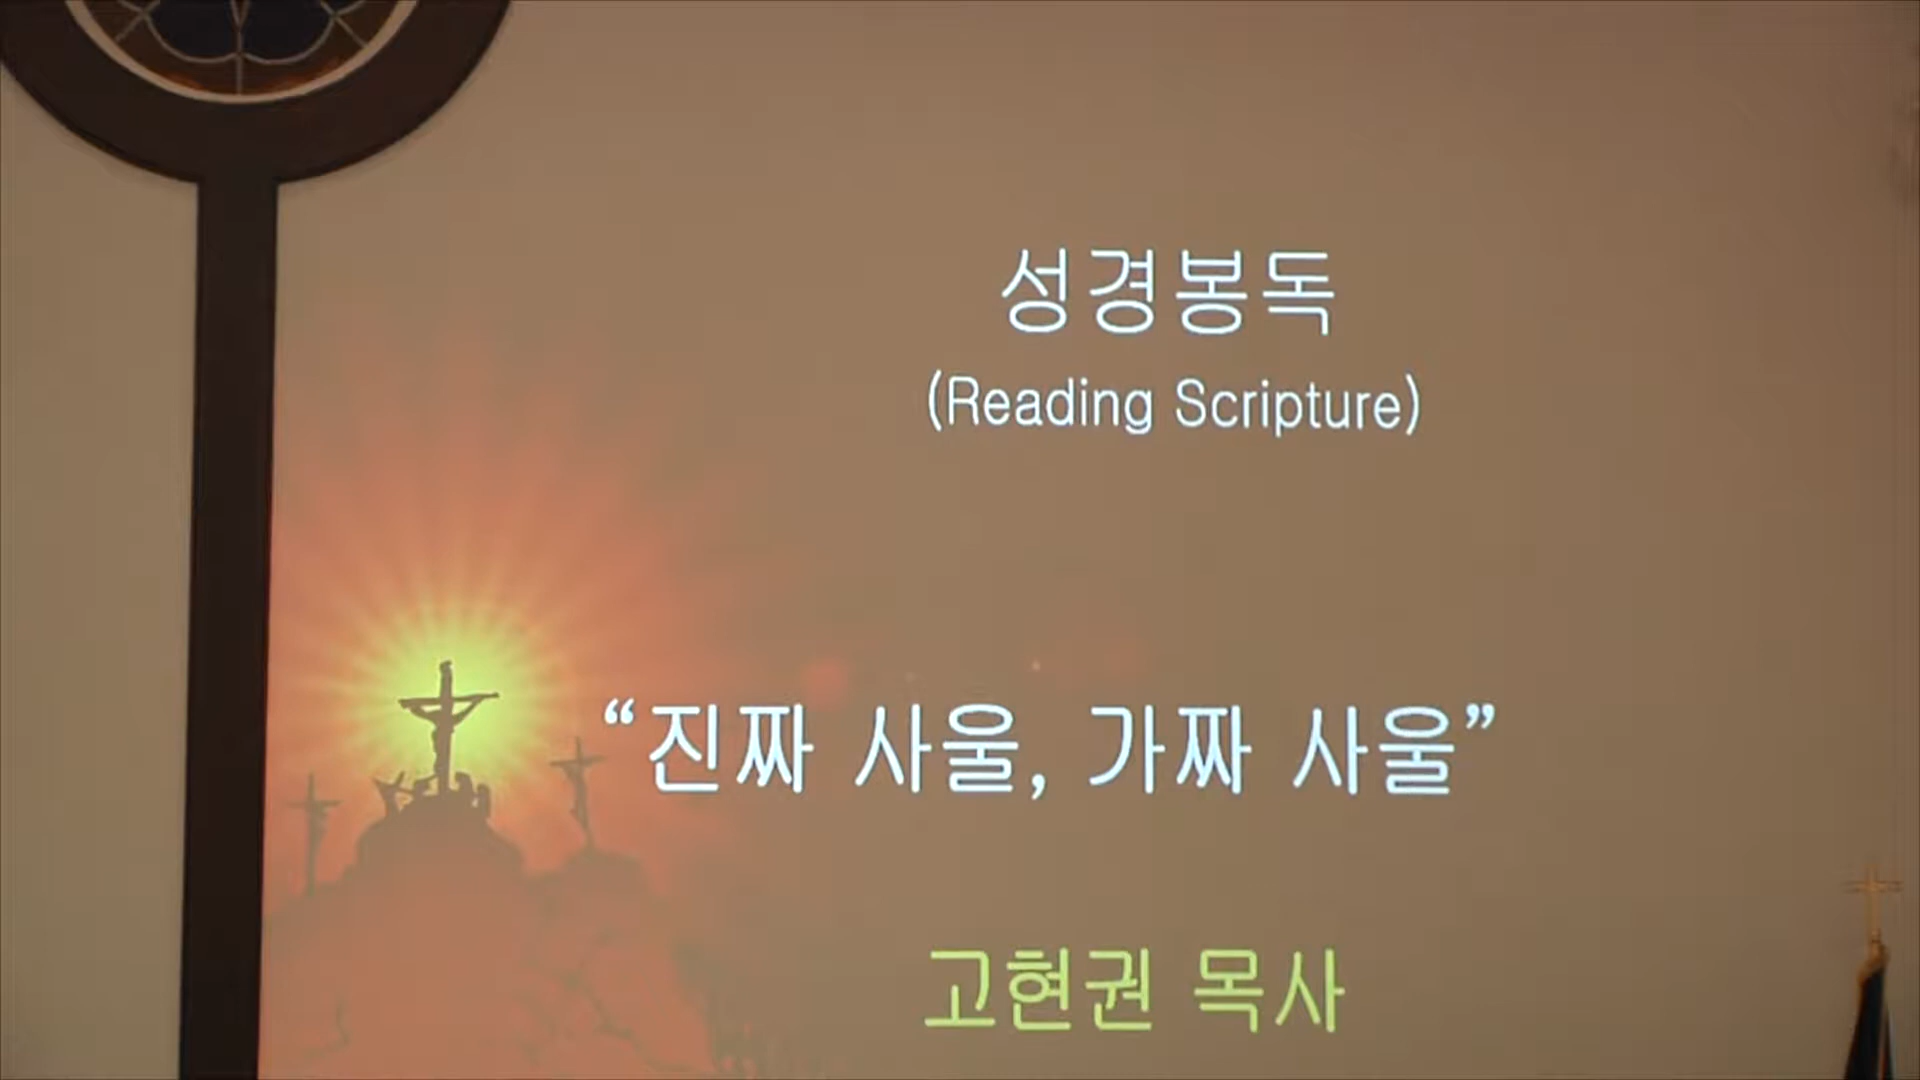 성경봉독
(Reading Scripture)
“진짜 사울, 가짜 사울”
고현권 목사